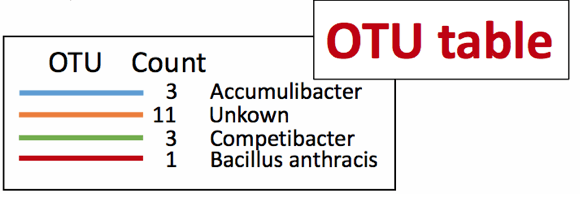 OTU table
OTU Count
3 Accumulibacter
11 Unkown
3 Competibacter
1 Bacillus anthracis